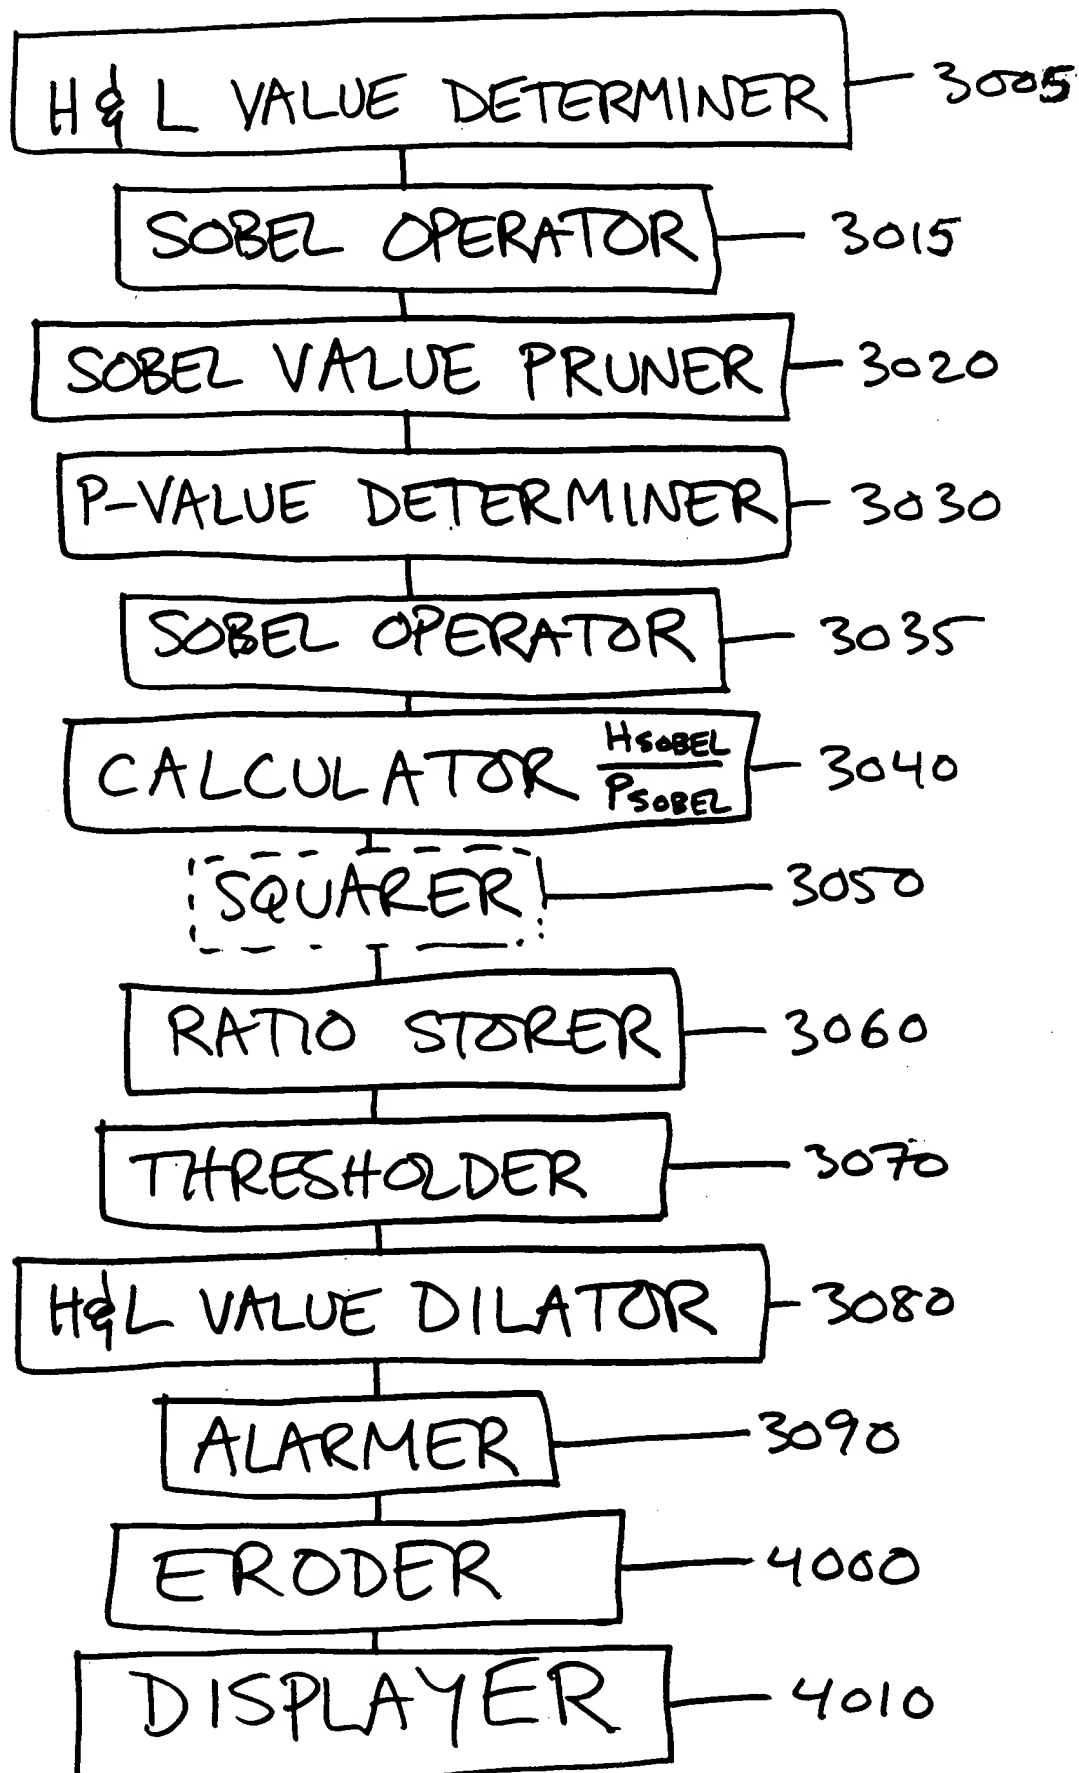 H & L VALUE DETERMINER 3005
SOBEL OPERATOR 3015
SOBEL VALUE PRUNER 3020
P-VALUE DETERMINER 3030
SOBEL OPERATOR 3035
CALCULATOR HSOBEL 3040
PSOBEL
SQUARER 3050
RATIO STORER 3060
THRESHOLDER 3070
H&L VALUE DILATOR 3080
ALARMER 3090
ERODER 4000
DISPLAYER 4010